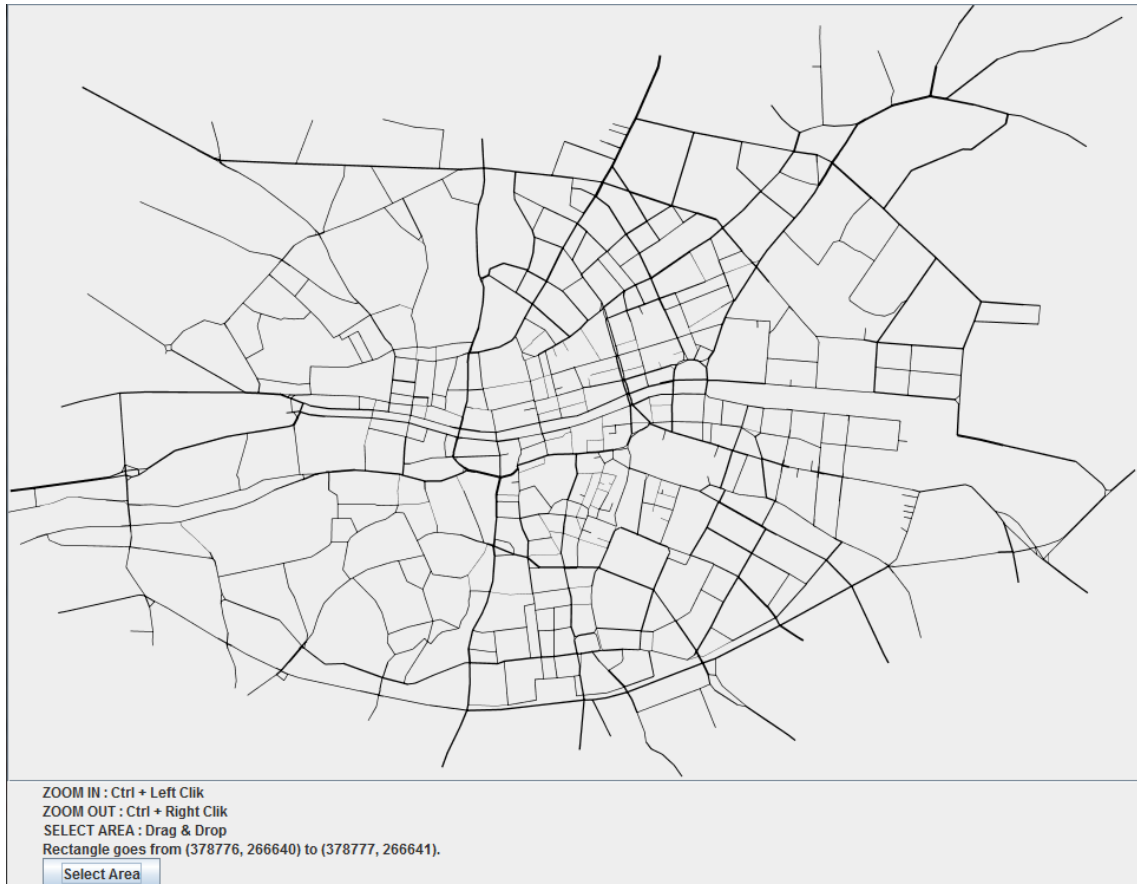 ZOOM IN : Ctrl + Left Clik
ZOOM OUT : Ctrl + Right Clik
SELECT AREA : Drag & Drop
Rectangle goes from (378776, 266640) to (378777, 266641).
Select Area